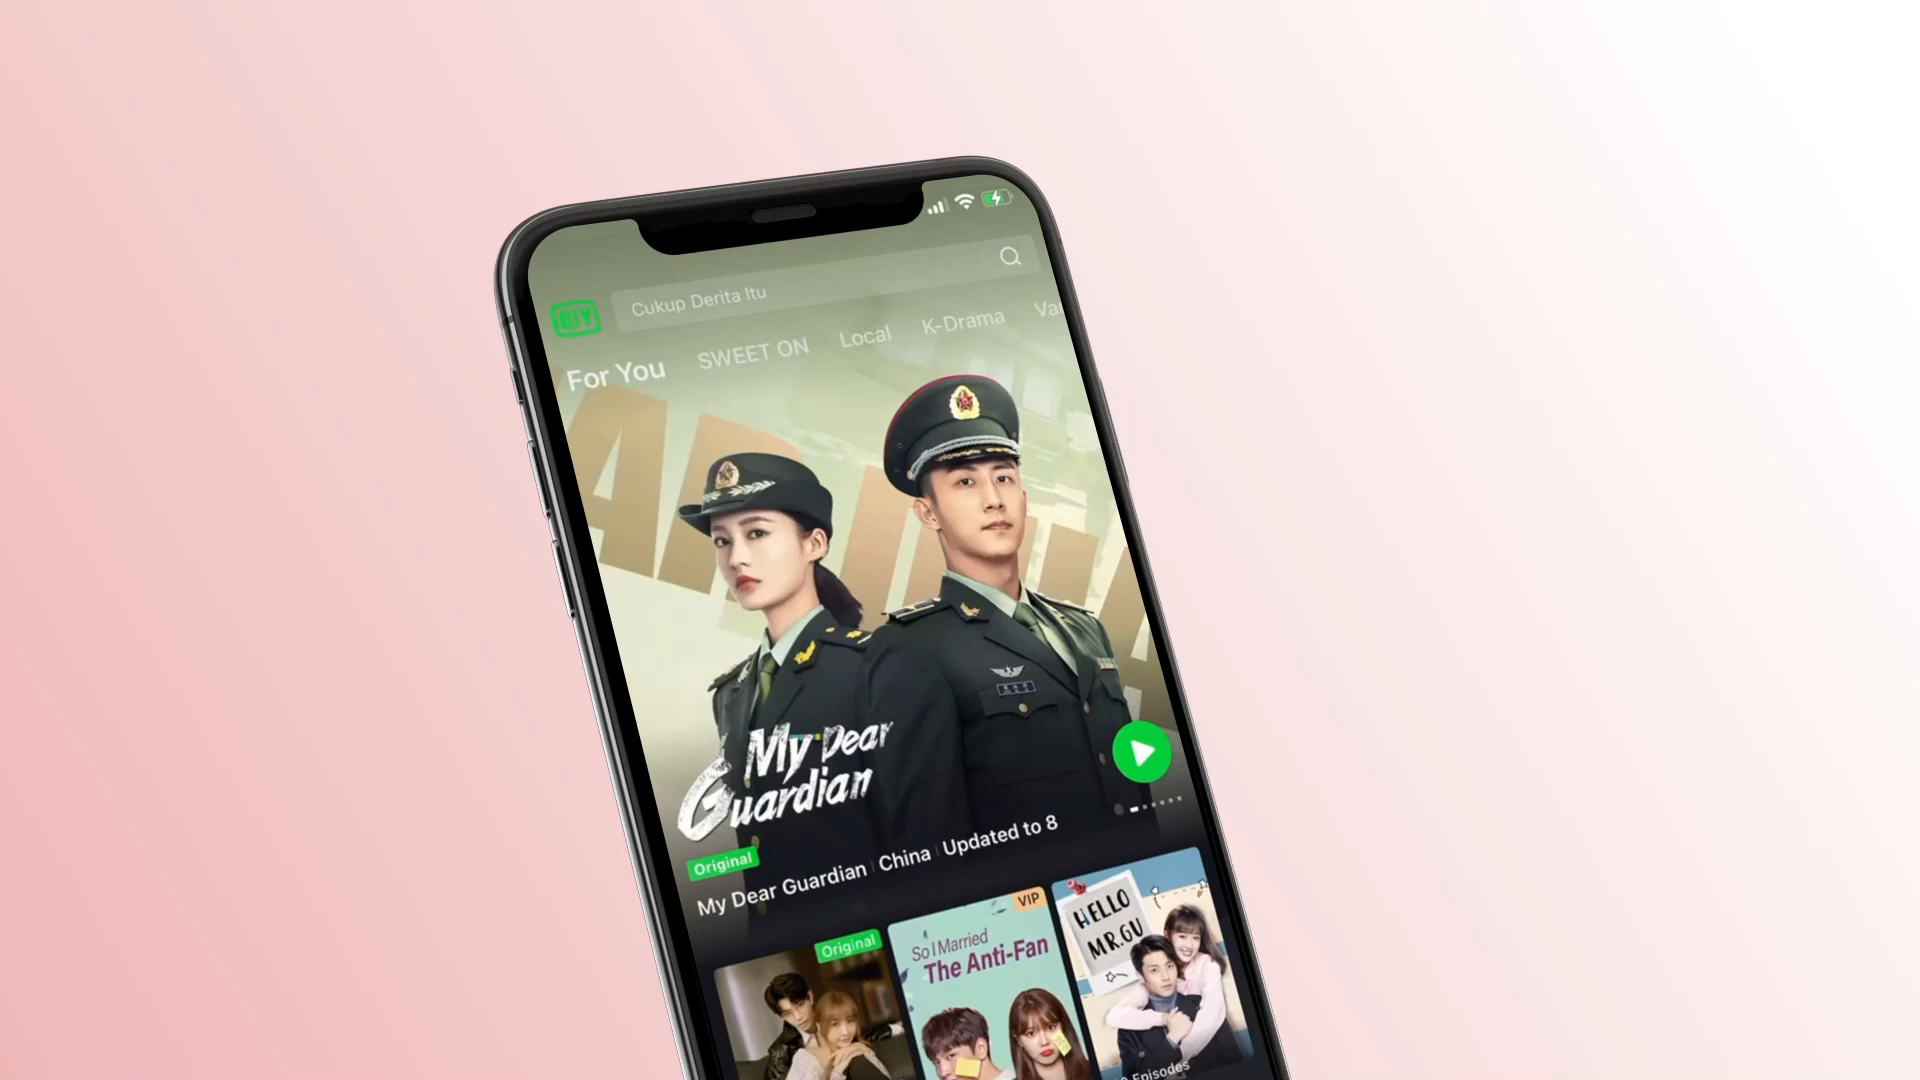 iQIYI
Cukup Derita Itu
For You
SWEET ON
Local
K-Drama
My Dear
Guardian
Original
My Dear Guardian | China | Updated to 8
Original
VIP
So I Married
The Anti-Fan
HELLO
MR.GU
Episodes